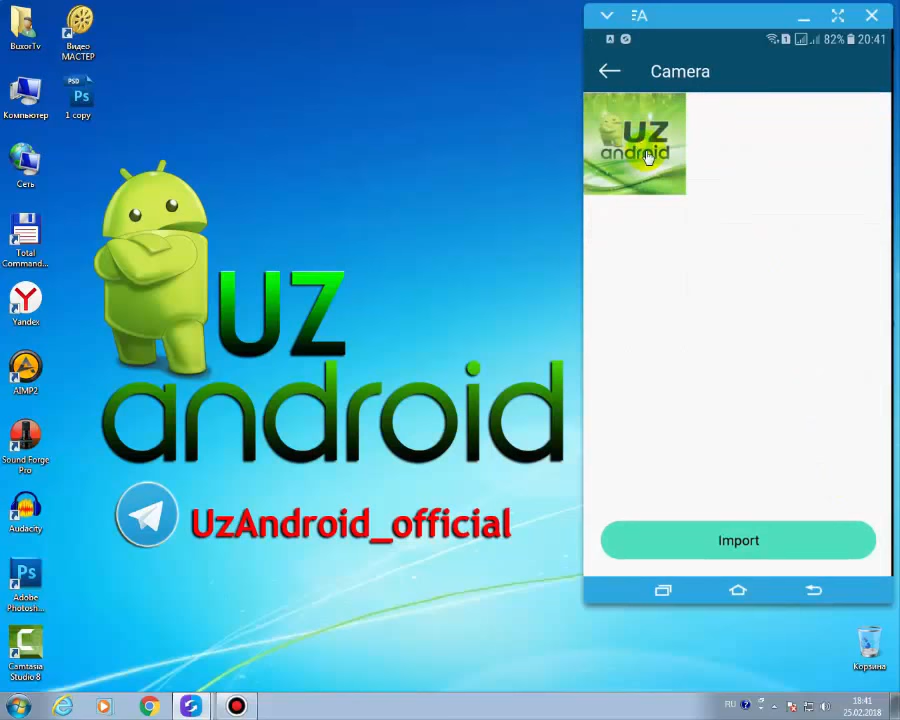 BuxorTv
Видео
МАСТЕР
Компьютер
PSD
Ps
1 copy
Сеть
Total
Comman­d...
Yandex
AIMP2
Sound Forge
Pro
Audacity
Ps
Adobe
Photosh...
Camtasia
Studio 8
UZ
android
UzAndroid_official
A
82%
20:41
Camera
UZ
android
Import
Корзина
RU
18:41
25.02.2018